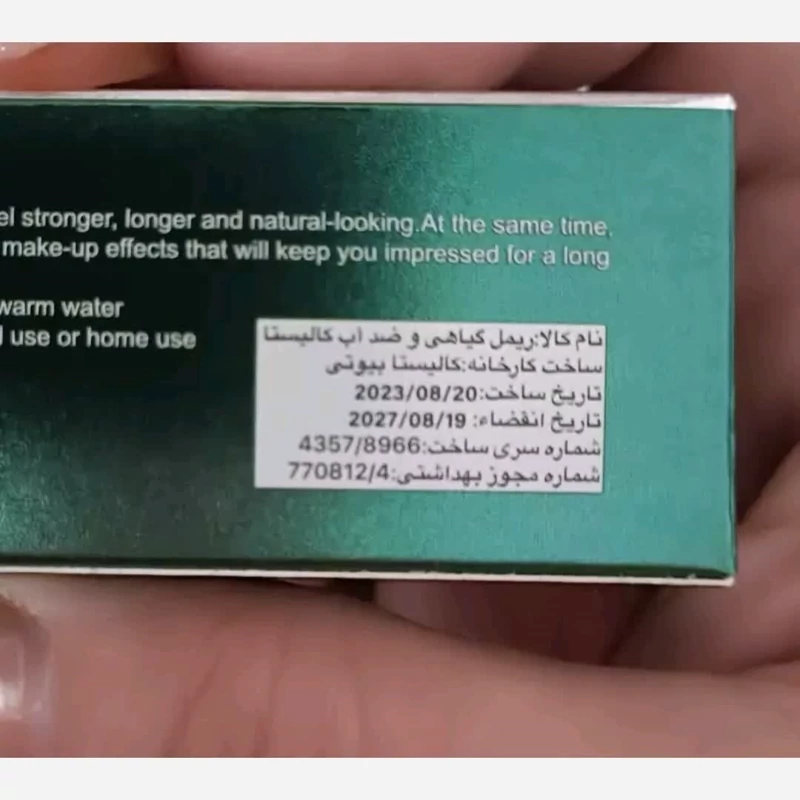 el stronger, longer and natural-looking.At the same time,
make-up effects that will keep you impressed for a long
warm water
use or home use
نام کالا:ریمل گیاهی و ضد اب کالیستا
ساخت کارخانه:کالیستا بیوتی
تاریخ ساخت:2023/08/20
تاریخ انقضاء: 2027/08/19
شماره سری ساخت:4357/8966
شماره مجوز بهداشتی:770812/4